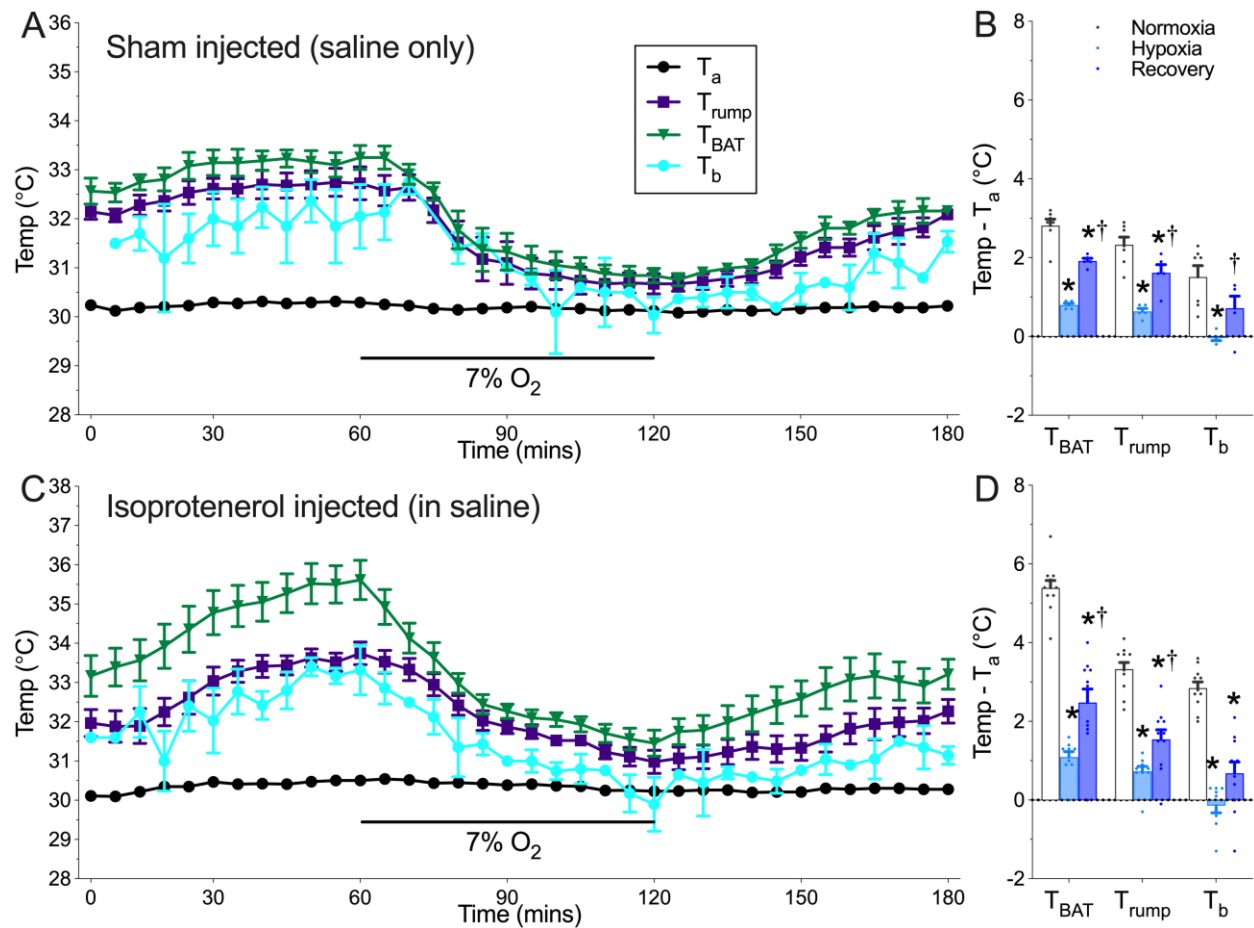 A
Sham injected (saline only)
Tₐ
T_rump
T_BAT
T_b
Temp (°C)
36
35
34
33
32
31
30
29
28
7% O₂
0
30
60
90
120
150
180
Time (mins)
B
Normoxia
Hypoxia
Recovery
Temp - Tₐ (°C)
8
6
4
2
0
-2
*
*†
*
*†
*
†
T_BAT
T_rump
T_b
C
Isoprotenerol injected (in saline)
Temp (°C)
38
37
36
35
34
33
32
31
30
29
28
7% O₂
0
30
60
90
120
150
180
Time (mins)
D
Temp - Tₐ (°C)
8
6
4
2
0
-2
*
*†
*
*†
*
*
T_BAT
T_rump
T_b